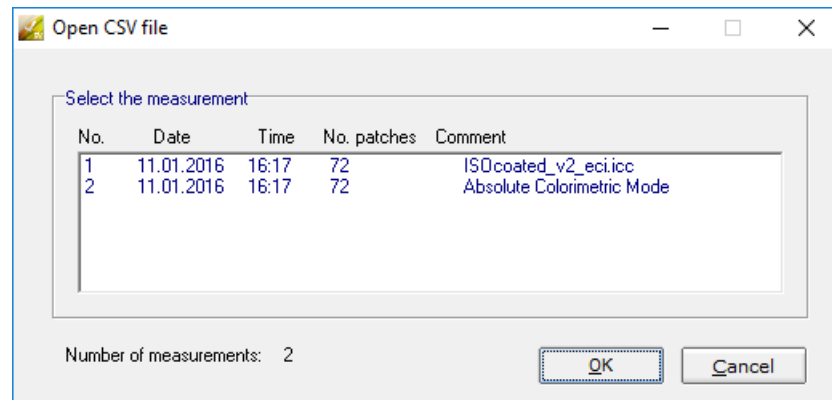 Open CSV file
Select the measurement
No. Date Time No. patches Comment
1 11.01.2016 16:17 72 ISOcoated_v2_eci.icc
2 11.01.2016 16:17 72 Absolute Colorimetric Mode
Number of measurements: 2
OK Cancel